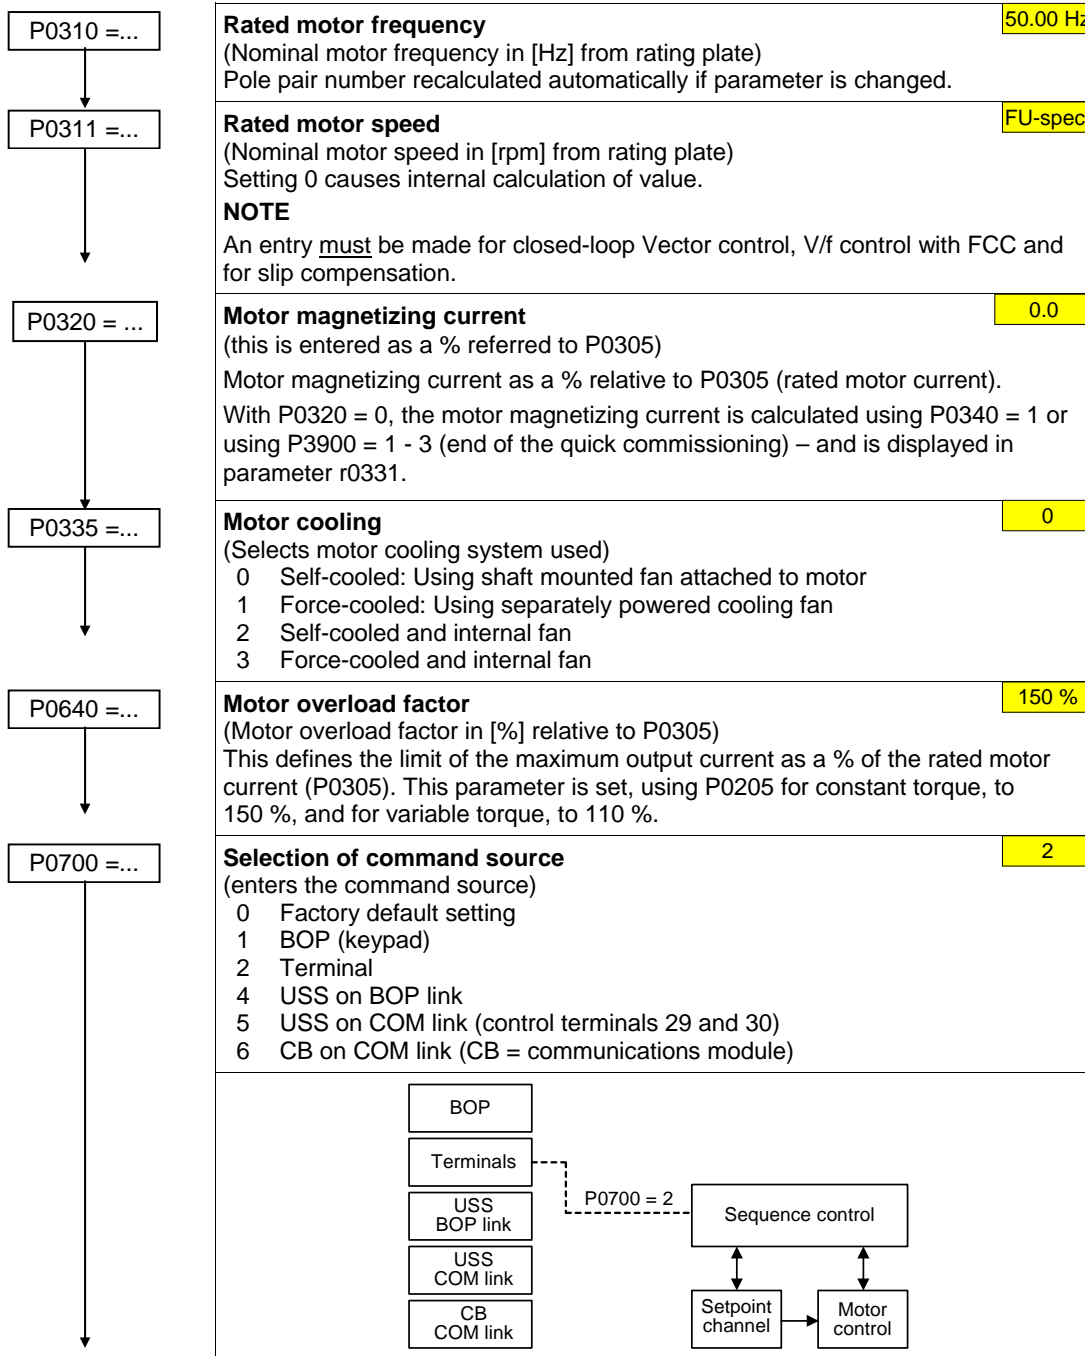 P0310 =...
Rated motor frequency
50.00 Hz
(Nominal motor frequency in [Hz] from rating plate)
Pole pair number recalculated automatically if parameter is changed.
P0311 =...
Rated motor speed
FU-spec
(Nominal motor speed in [rpm] from rating plate)
Setting 0 causes internal calculation of value.
NOTE
An entry must be made for closed-loop Vector control, V/f control with FCC and
for slip compensation.
P0320 = ...
Motor magnetizing current
0.0
(this is entered as a % referred to P0305)
Motor magnetizing current as a % relative to P0305 (rated motor current).
With P0320 = 0, the motor magnetizing current is calculated using P0340 = 1 or
using P3900 = 1 - 3 (end of the quick commissioning) – and is displayed in
parameter r0331.
P0335 =...
Motor cooling
0
(Selects motor cooling system used)
0 Self-cooled: Using shaft mounted fan attached to motor
1 Force-cooled: Using separately powered cooling fan
2 Self-cooled and internal fan
3 Force-cooled and internal fan
P0640 =...
Motor overload factor
150 %
(Motor overload factor in [%] relative to P0305)
This defines the limit of the maximum output current as a % of the rated motor
current (P0305). This parameter is set, using P0205 for constant torque, to
150 %, and for variable torque, to 110 %.
P0700 =...
Selection of command source
2
(enters the command source)
0 Factory default setting
1 BOP (keypad)
2 Terminal
4 USS on BOP link
5 USS on COM link (control terminals 29 and 30)
6 CB on COM link (CB = communications module)
BOP
Terminals
P0700 = 2
USS
BOP link
Sequence control
USS
COM link
CB
COM link
Setpoint
channel
Motor
control